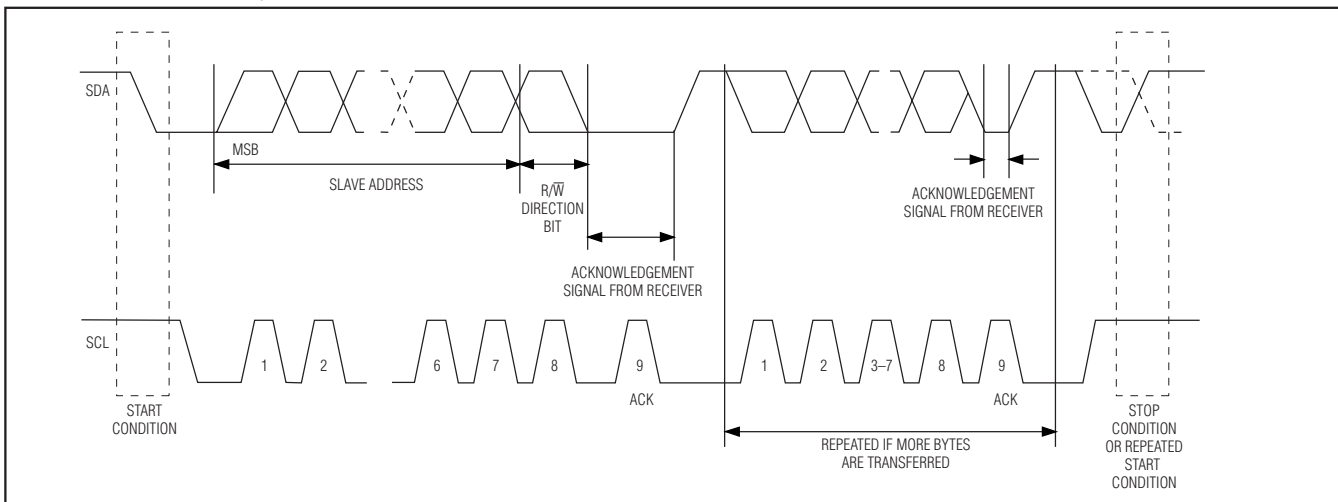 SDA
MSB
SLAVE ADDRESS
R/W̅
DIRECTION
BIT
ACKNOWLEDGEMENT
SIGNAL FROM RECEIVER
ACKNOWLEDGEMENT
SIGNAL FROM RECEIVER
SCL
1 2 6 7 8 9 1 2 3–7 8 9
ACK ACK
START
CONDITION
REPEATED IF MORE BYTES
ARE TRANSFERRED
STOP
CONDITION
OR REPEATED
START
CONDITION